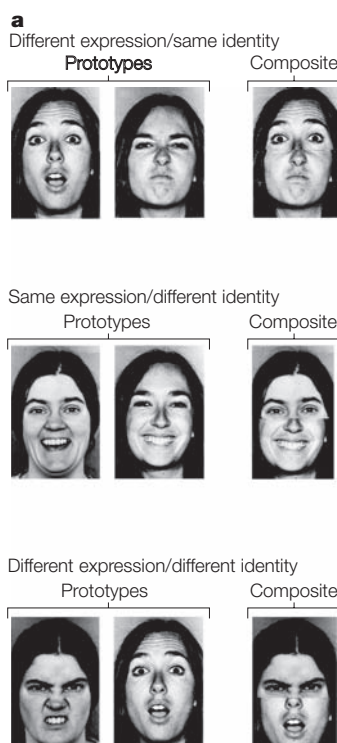 a
Different expression/same identity
Prototypes Composite
Same expression/different identity
Prototypes Composite
Different expression/different identity
Prototypes Composite